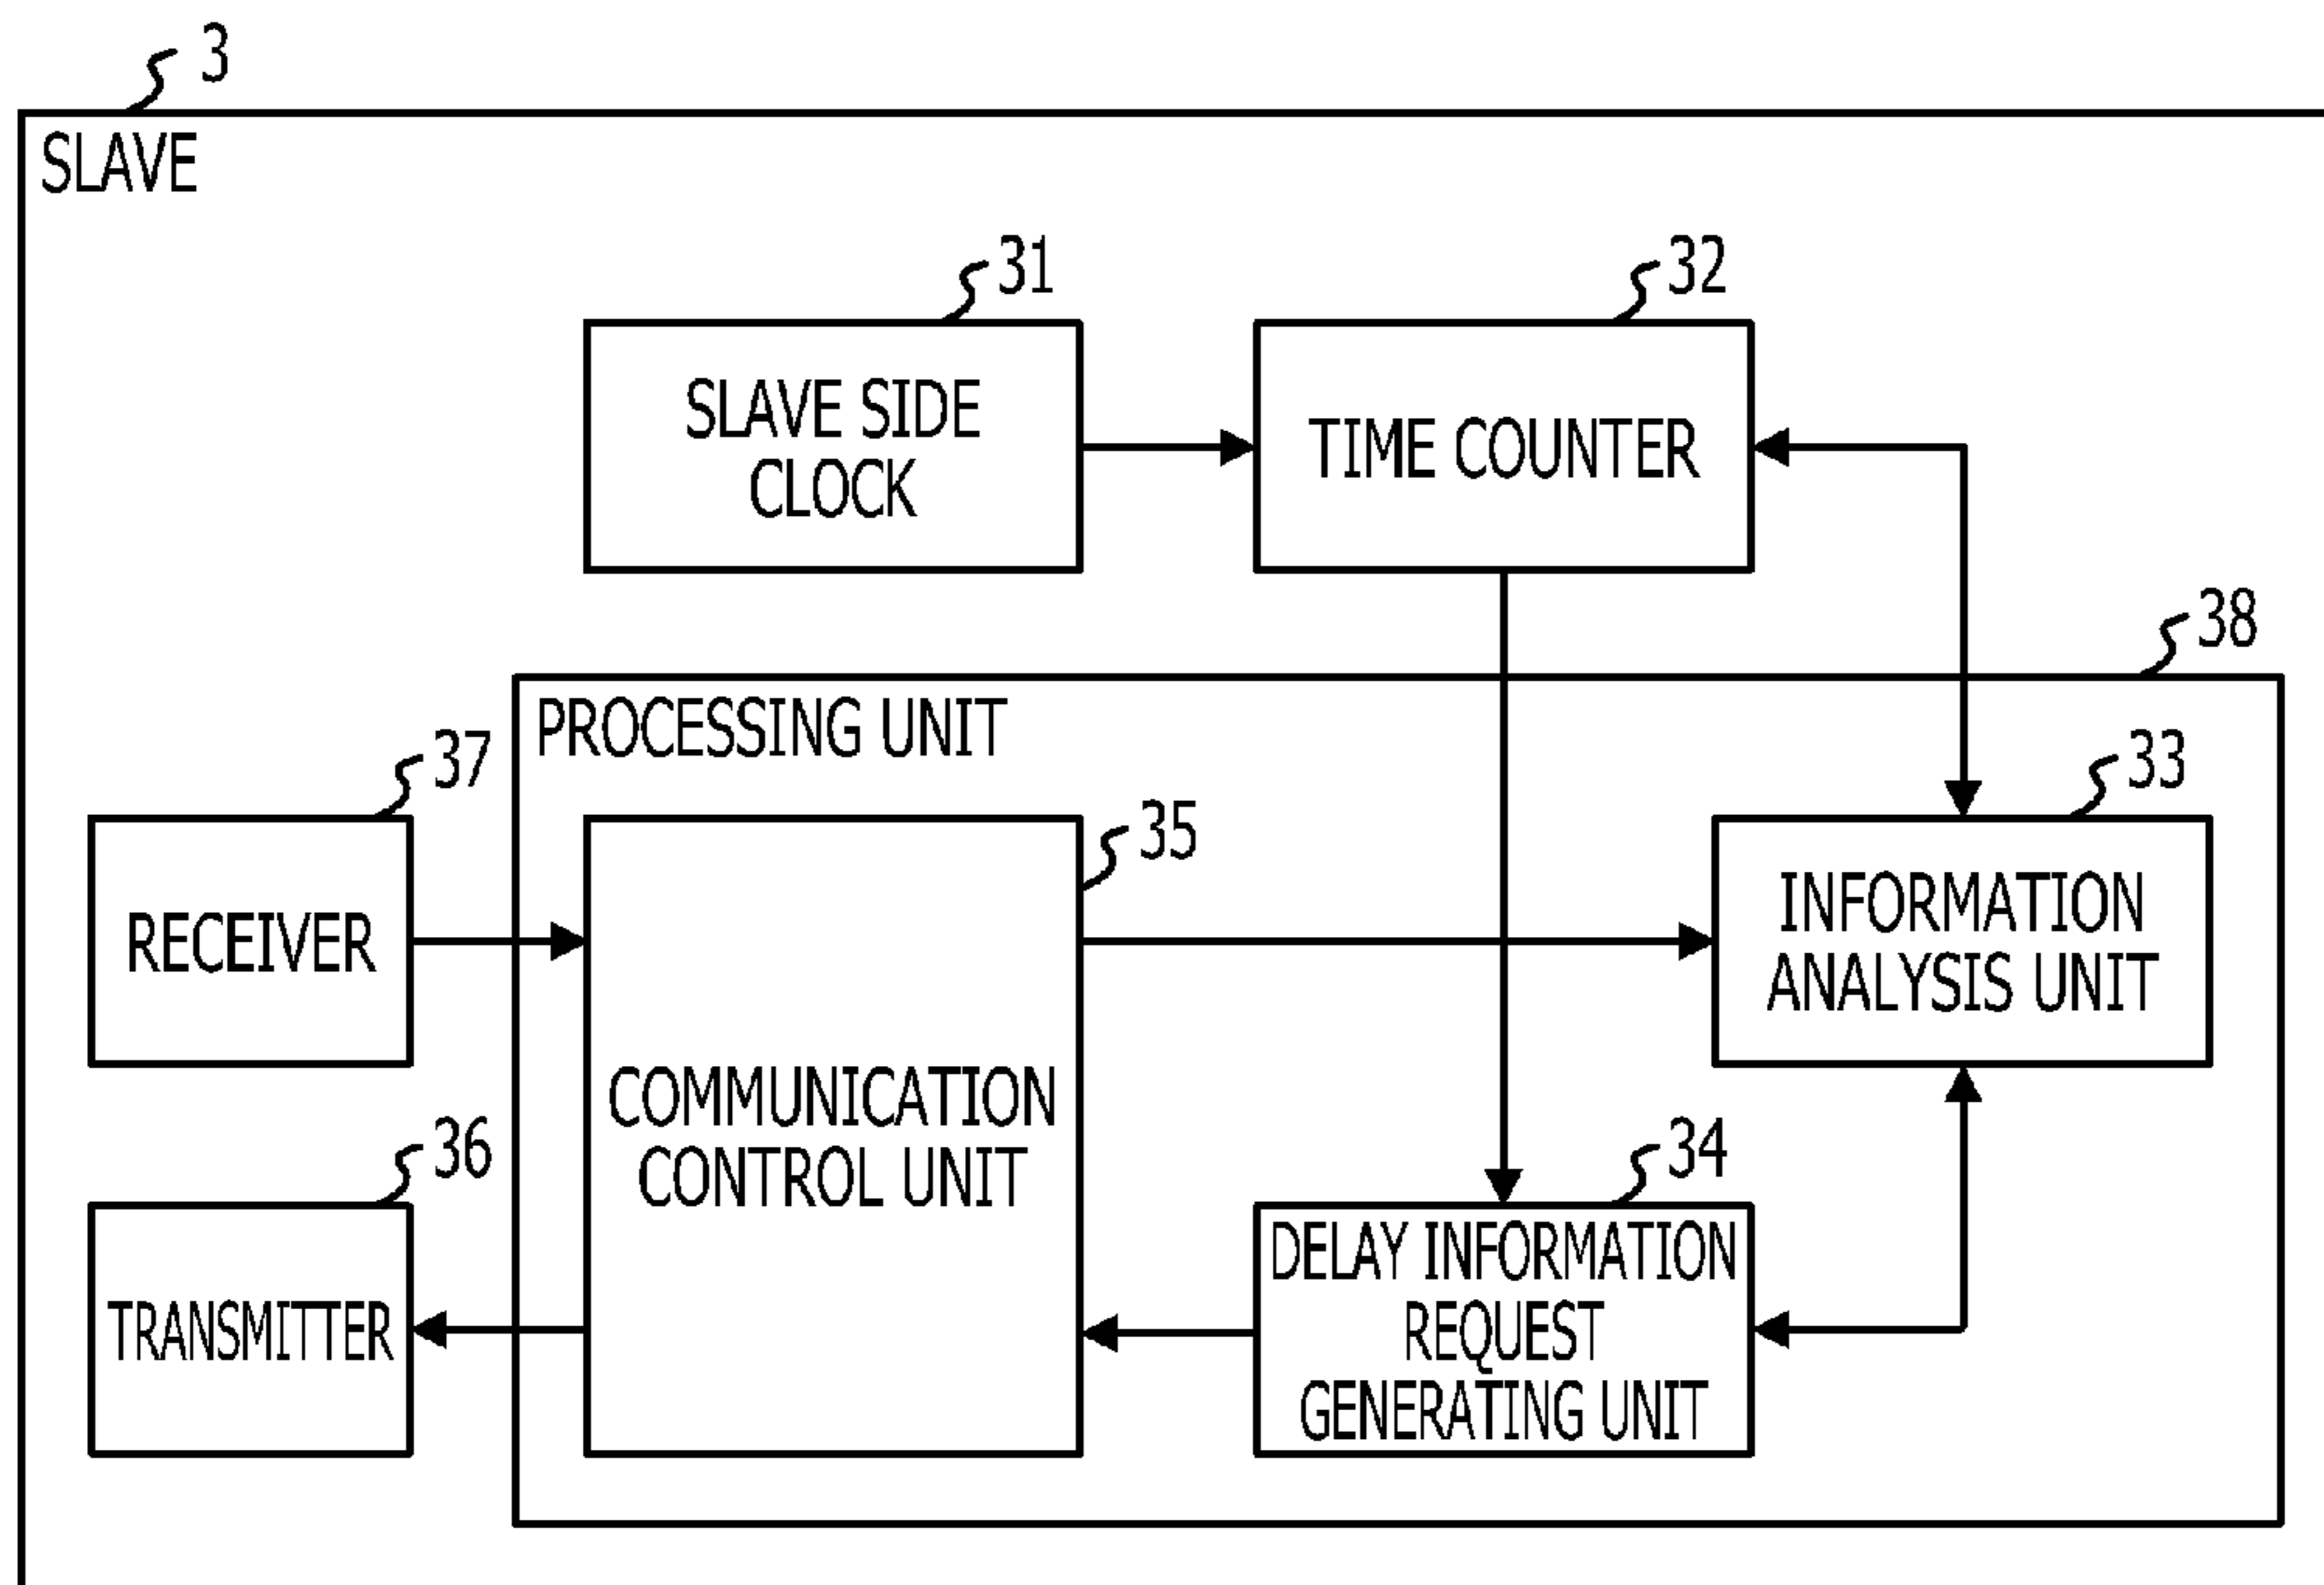 3
SLAVE
31
32
SLAVE SIDE
CLOCK
TIME COUNTER
38
PROCESSING UNIT
37
33
35
RECEIVER
INFORMATION
ANALYSIS UNIT
COMMUNICATION
CONTROL UNIT
36
34
TRANSMITTER
DELAY INFORMATION
REQUEST
GENERATING UNIT